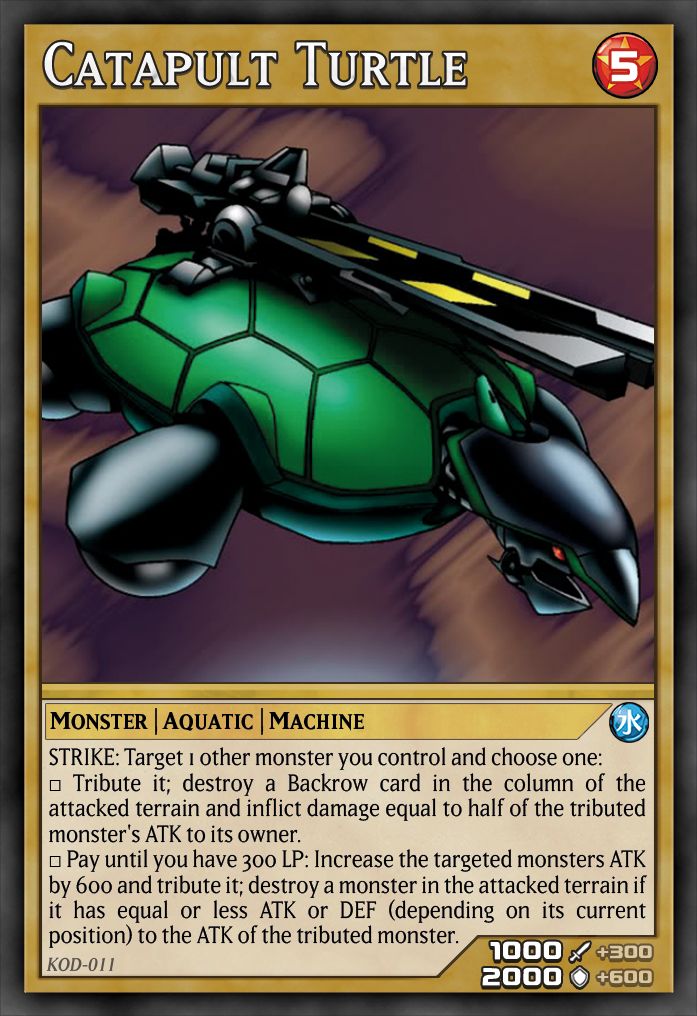 CATAPULT TURTLE
5
MONSTER | AQUATIC | MACHINE
水
STRIKE: Target 1 other monster you control and choose one:
□ Tribute it; destroy a Backrow card in the column of the
attacked terrain and inflict damage equal to half of the tributed
monster's ATK to its owner.
□ Pay until you have 300 LP: Increase the targeted monsters ATK
by 600 and tribute it; destroy a monster in the attacked terrain if
it has equal or less ATK or DEF (depending on its current
position) to the ATK of the tributed monster.
1000 +300
KOD-011
2000 +600